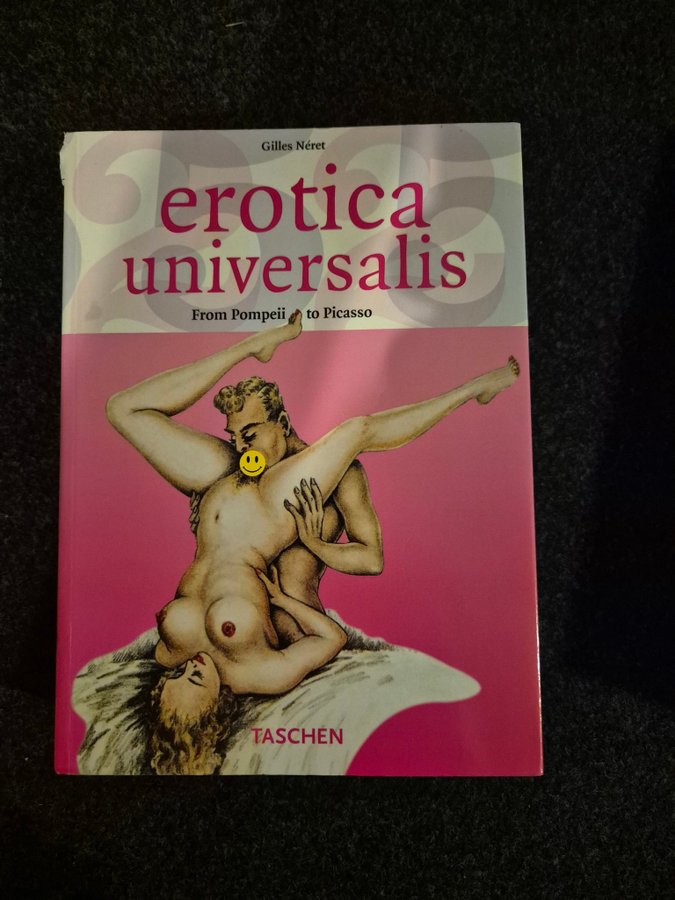 Gilles Néret
erotica
universalis
From Pompeii to Picasso
TASCHEN